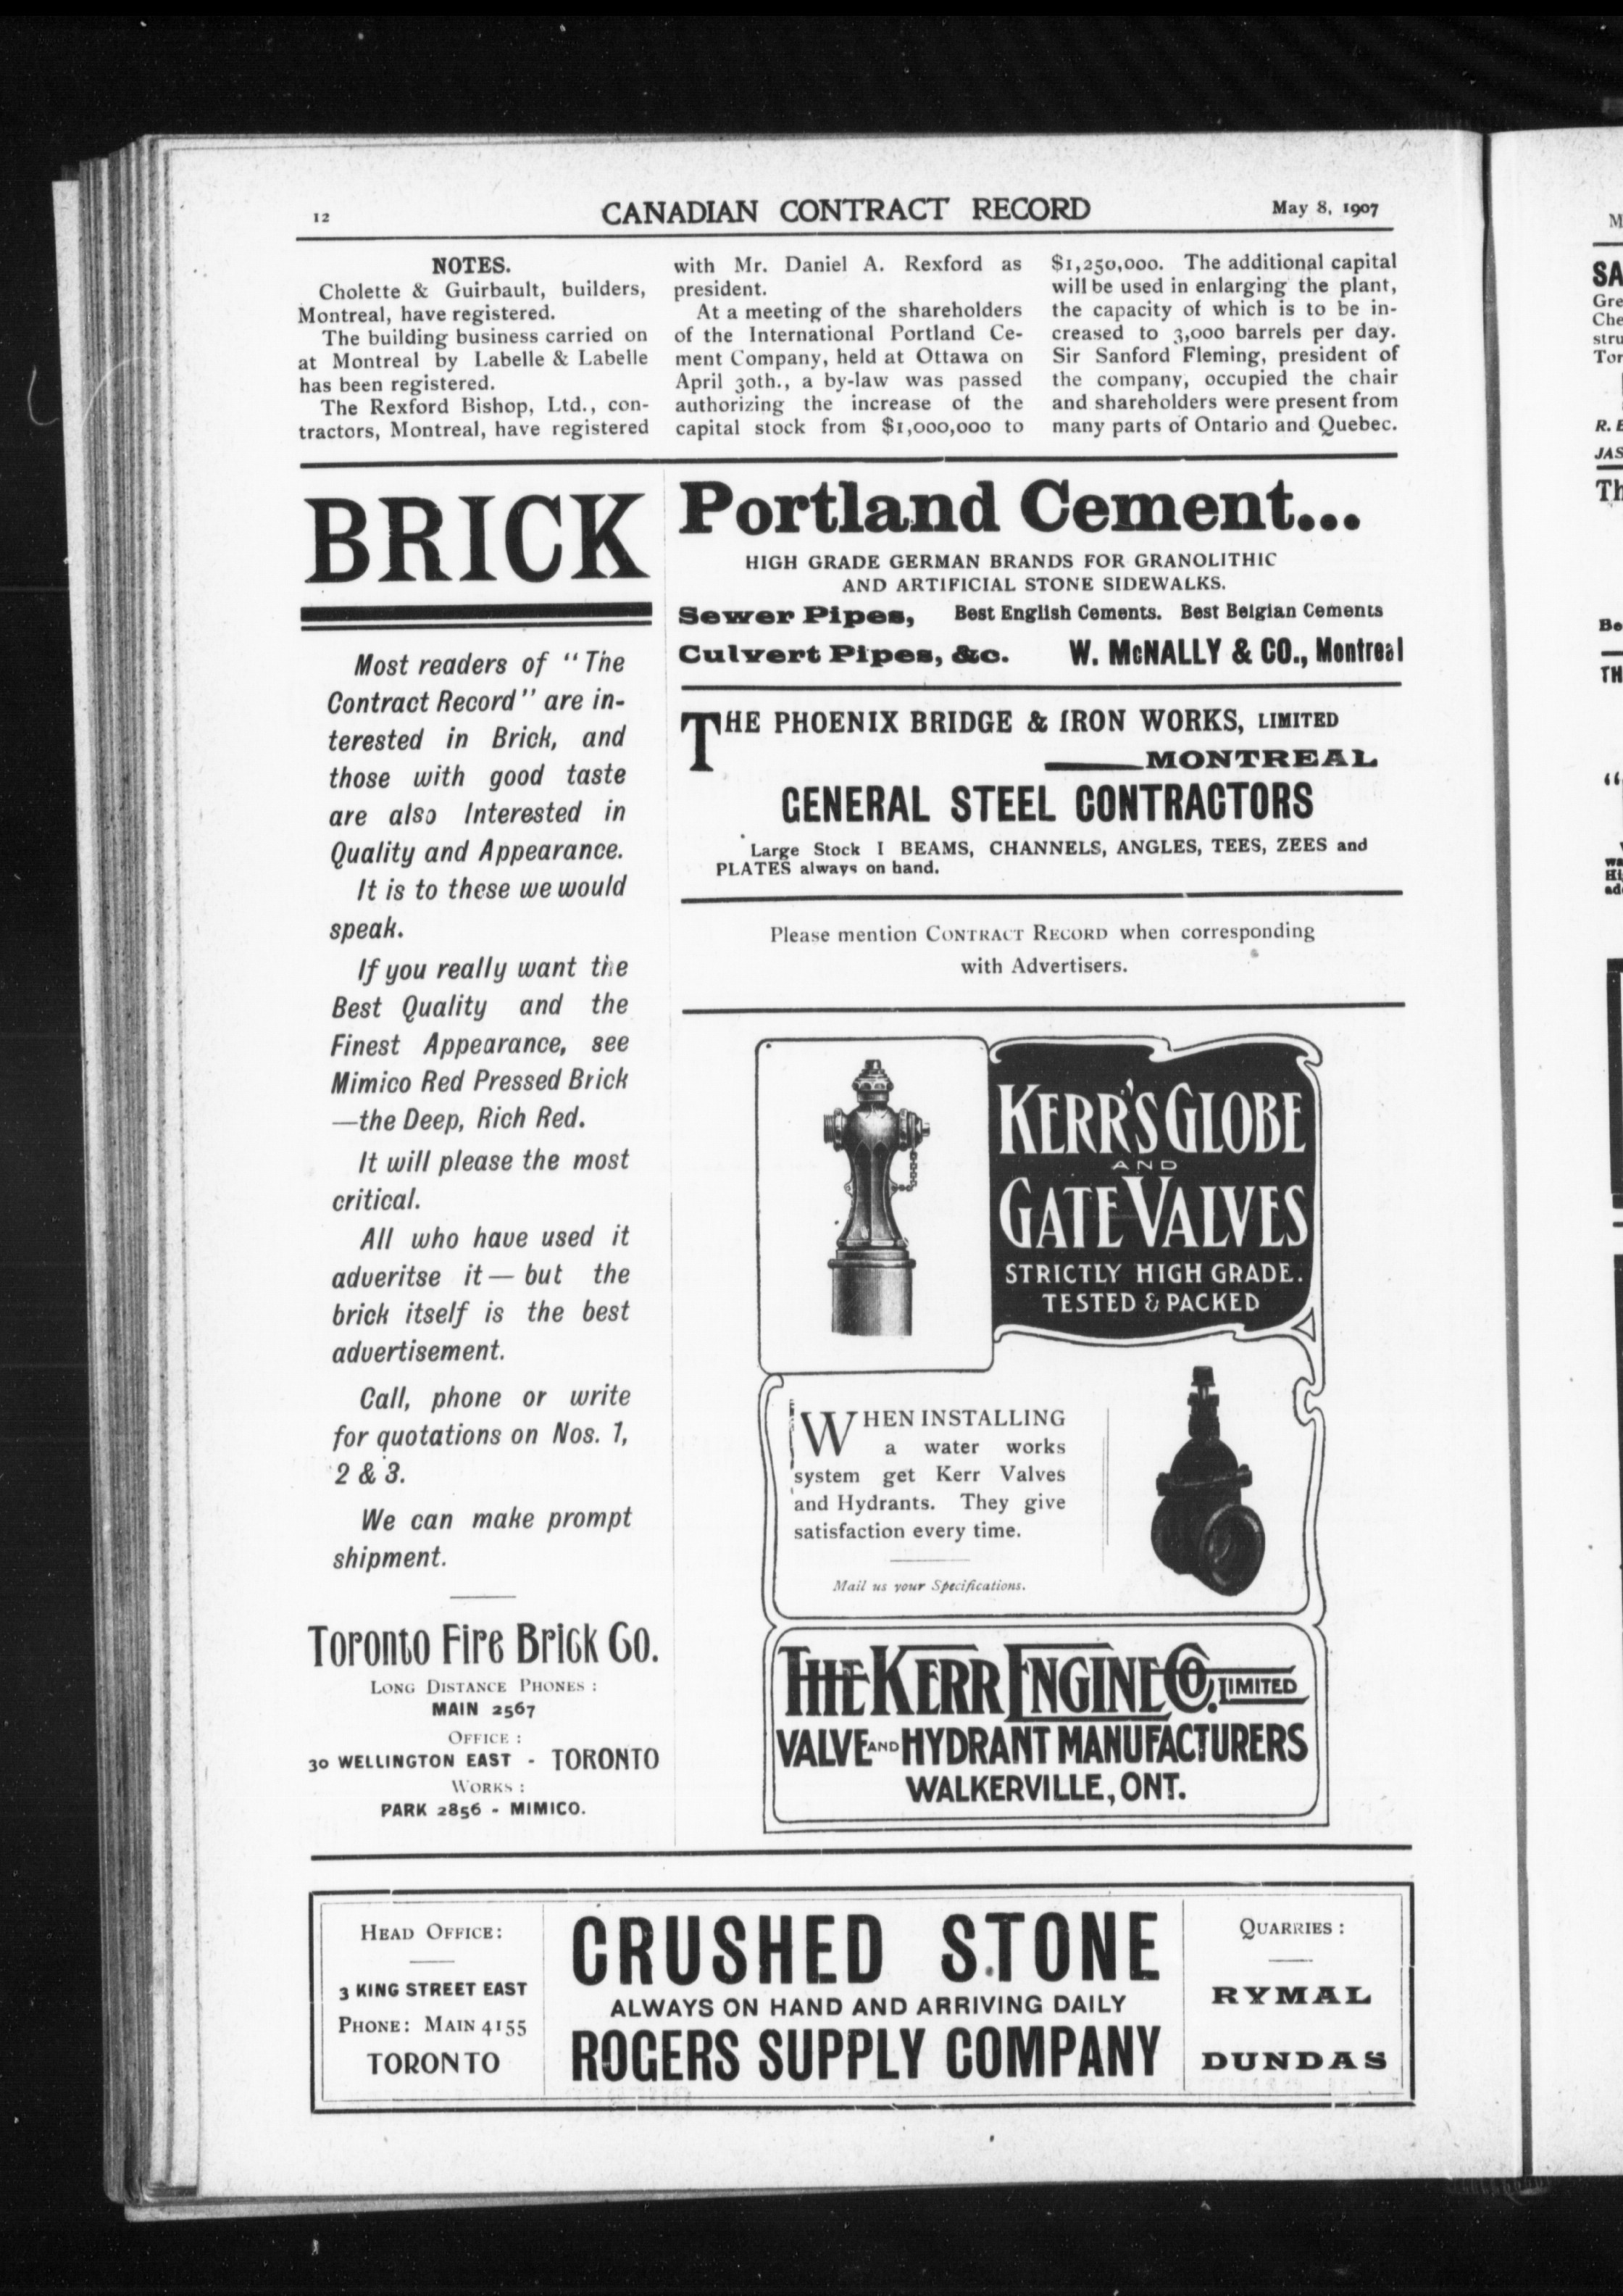 12
CANADIAN CONTRACT RECORD
May 8, 1907
NOTES.
Cholette & Guirbault, builders,
Montreal, have registered.
The building business carried on
at Montreal by Labelle & Labelle
has been registered.
The Rexford Bishop, Ltd., con-
tractors, Montreal, have registered
with Mr. Daniel A. Rexford as
president.
At a meeting of the shareholders
of the International Portland Ce-
ment Company, held at Ottawa on
April 30th., a by-law was passed
authorizing the increase of the
capital stock from $1,000,000 to
$1,250,000. The additional capital
will be used in enlarging the plant,
the capacity of which is to be in-
creased to 3,000 barrels per day.
Sir Sanford Fleming, president of
the company, occupied the chair
and shareholders were present from
many parts of Ontario and Quebec.
BRICK
Most readers of "The
Contract Record" are in-
terested in Brick, and
those with good taste
are also Interested in
Quality and Appearance.
It is to these we would
speak.
If you really want the
Best Quality and the
Finest Appearance, see
Mimico Red Pressed Brick
—the Deep, Rich Red.
It will please the most
critical.
All who have used it
adveritse it — but the
brick itself is the best
advertisement.
Call, phone or write
for quotations on Nos. 1,
2 & 3.
We can make prompt
shipment.
Toronto Fire Brick Co.
LONG DISTANCE PHONES :
MAIN 2567
OFFICE :
30 WELLINGTON EAST - TORONTO
WORKS :
PARK 2856 - MIMICO.
Portland Cement...
HIGH GRADE GERMAN BRANDS FOR GRANOLITHIC
AND ARTIFICIAL STONE SIDEWALKS.
Sewer Pipes, Best English Cements. Best Belgian Cements
Culvert Pipes, &c. W. McNALLY & CO., Montreal
THE PHOENIX BRIDGE & IRON WORKS, LIMITED
MONTREAL
GENERAL STEEL CONTRACTORS
Large Stock I BEAMS, CHANNELS, ANGLES, TEES, ZEES and
PLATES always on hand.
Please mention CONTRACT RECORD when corresponding
with Advertisers.
KERR'S GLOBE
AND
GATE VALVES
STRICTLY HIGH GRADE.
TESTED & PACKED
WHEN INSTALLING
a water works
system get Kerr Valves
and Hydrants. They give
satisfaction every time.
Mail us your Specifications.
THE KERR ENGINE CO. LIMITED
VALVE AND HYDRANT MANUFACTURERS
WALKERVILLE, ONT.
HEAD OFFICE:
3 KING STREET EAST
PHONE: MAIN 4155
TORONTO
CRUSHED STONE
ALWAYS ON HAND AND ARRIVING DAILY
ROGERS SUPPLY COMPANY
QUARRIES :
RYMAL
DUNDAS